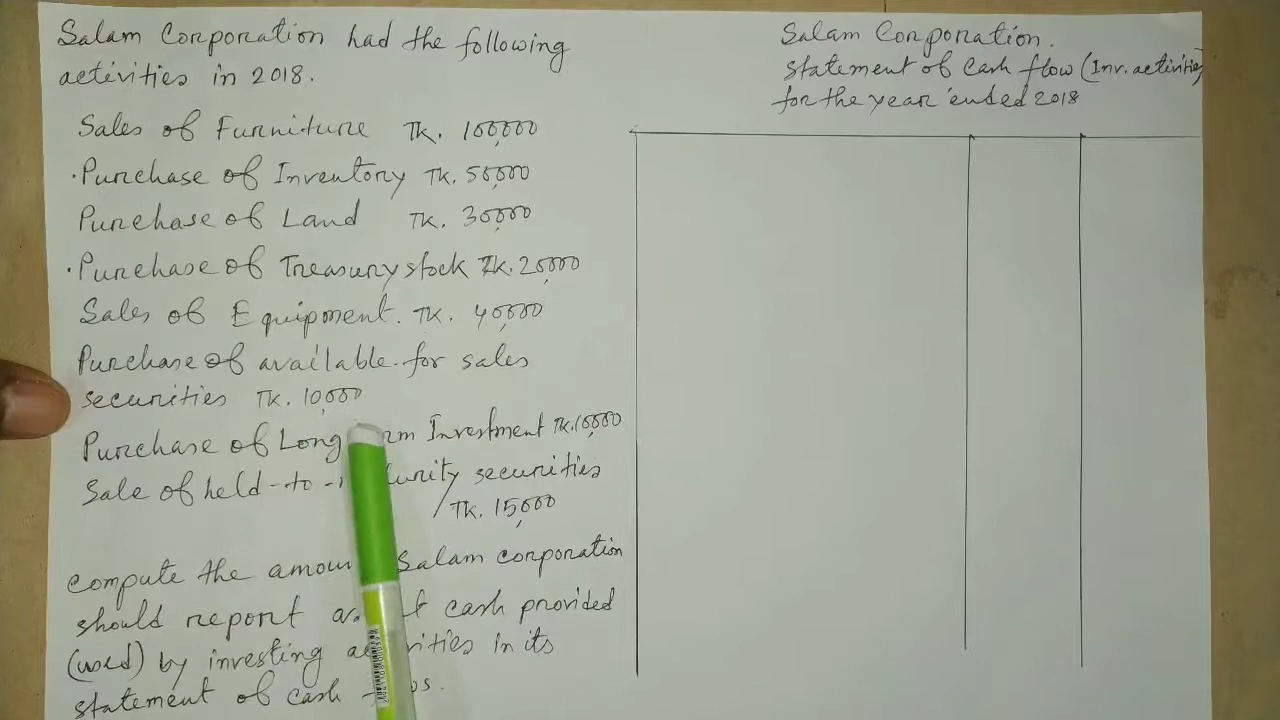 Salam Corporation had the following
activities in 2018.
Sales of Furniture TK. 100,000
·Purchase of Inventory TK. 50,000
Purchase of Land TK. 30,000
·Purchase of Treasury stock TK. 20,000
Sales of Equipment. TK. 40,000
Purchase of available-for sales
securities TK. 10,000
Purchase of Long Investment TK. 10,000
Sale of held-to- securities
TK. 15,000
compute the Salam corporation
should report cash provided
(used) by investing in its
statement of cash
Salam Corporation.
Statement of Cash flow (Inv. activities
for the year ended 2018